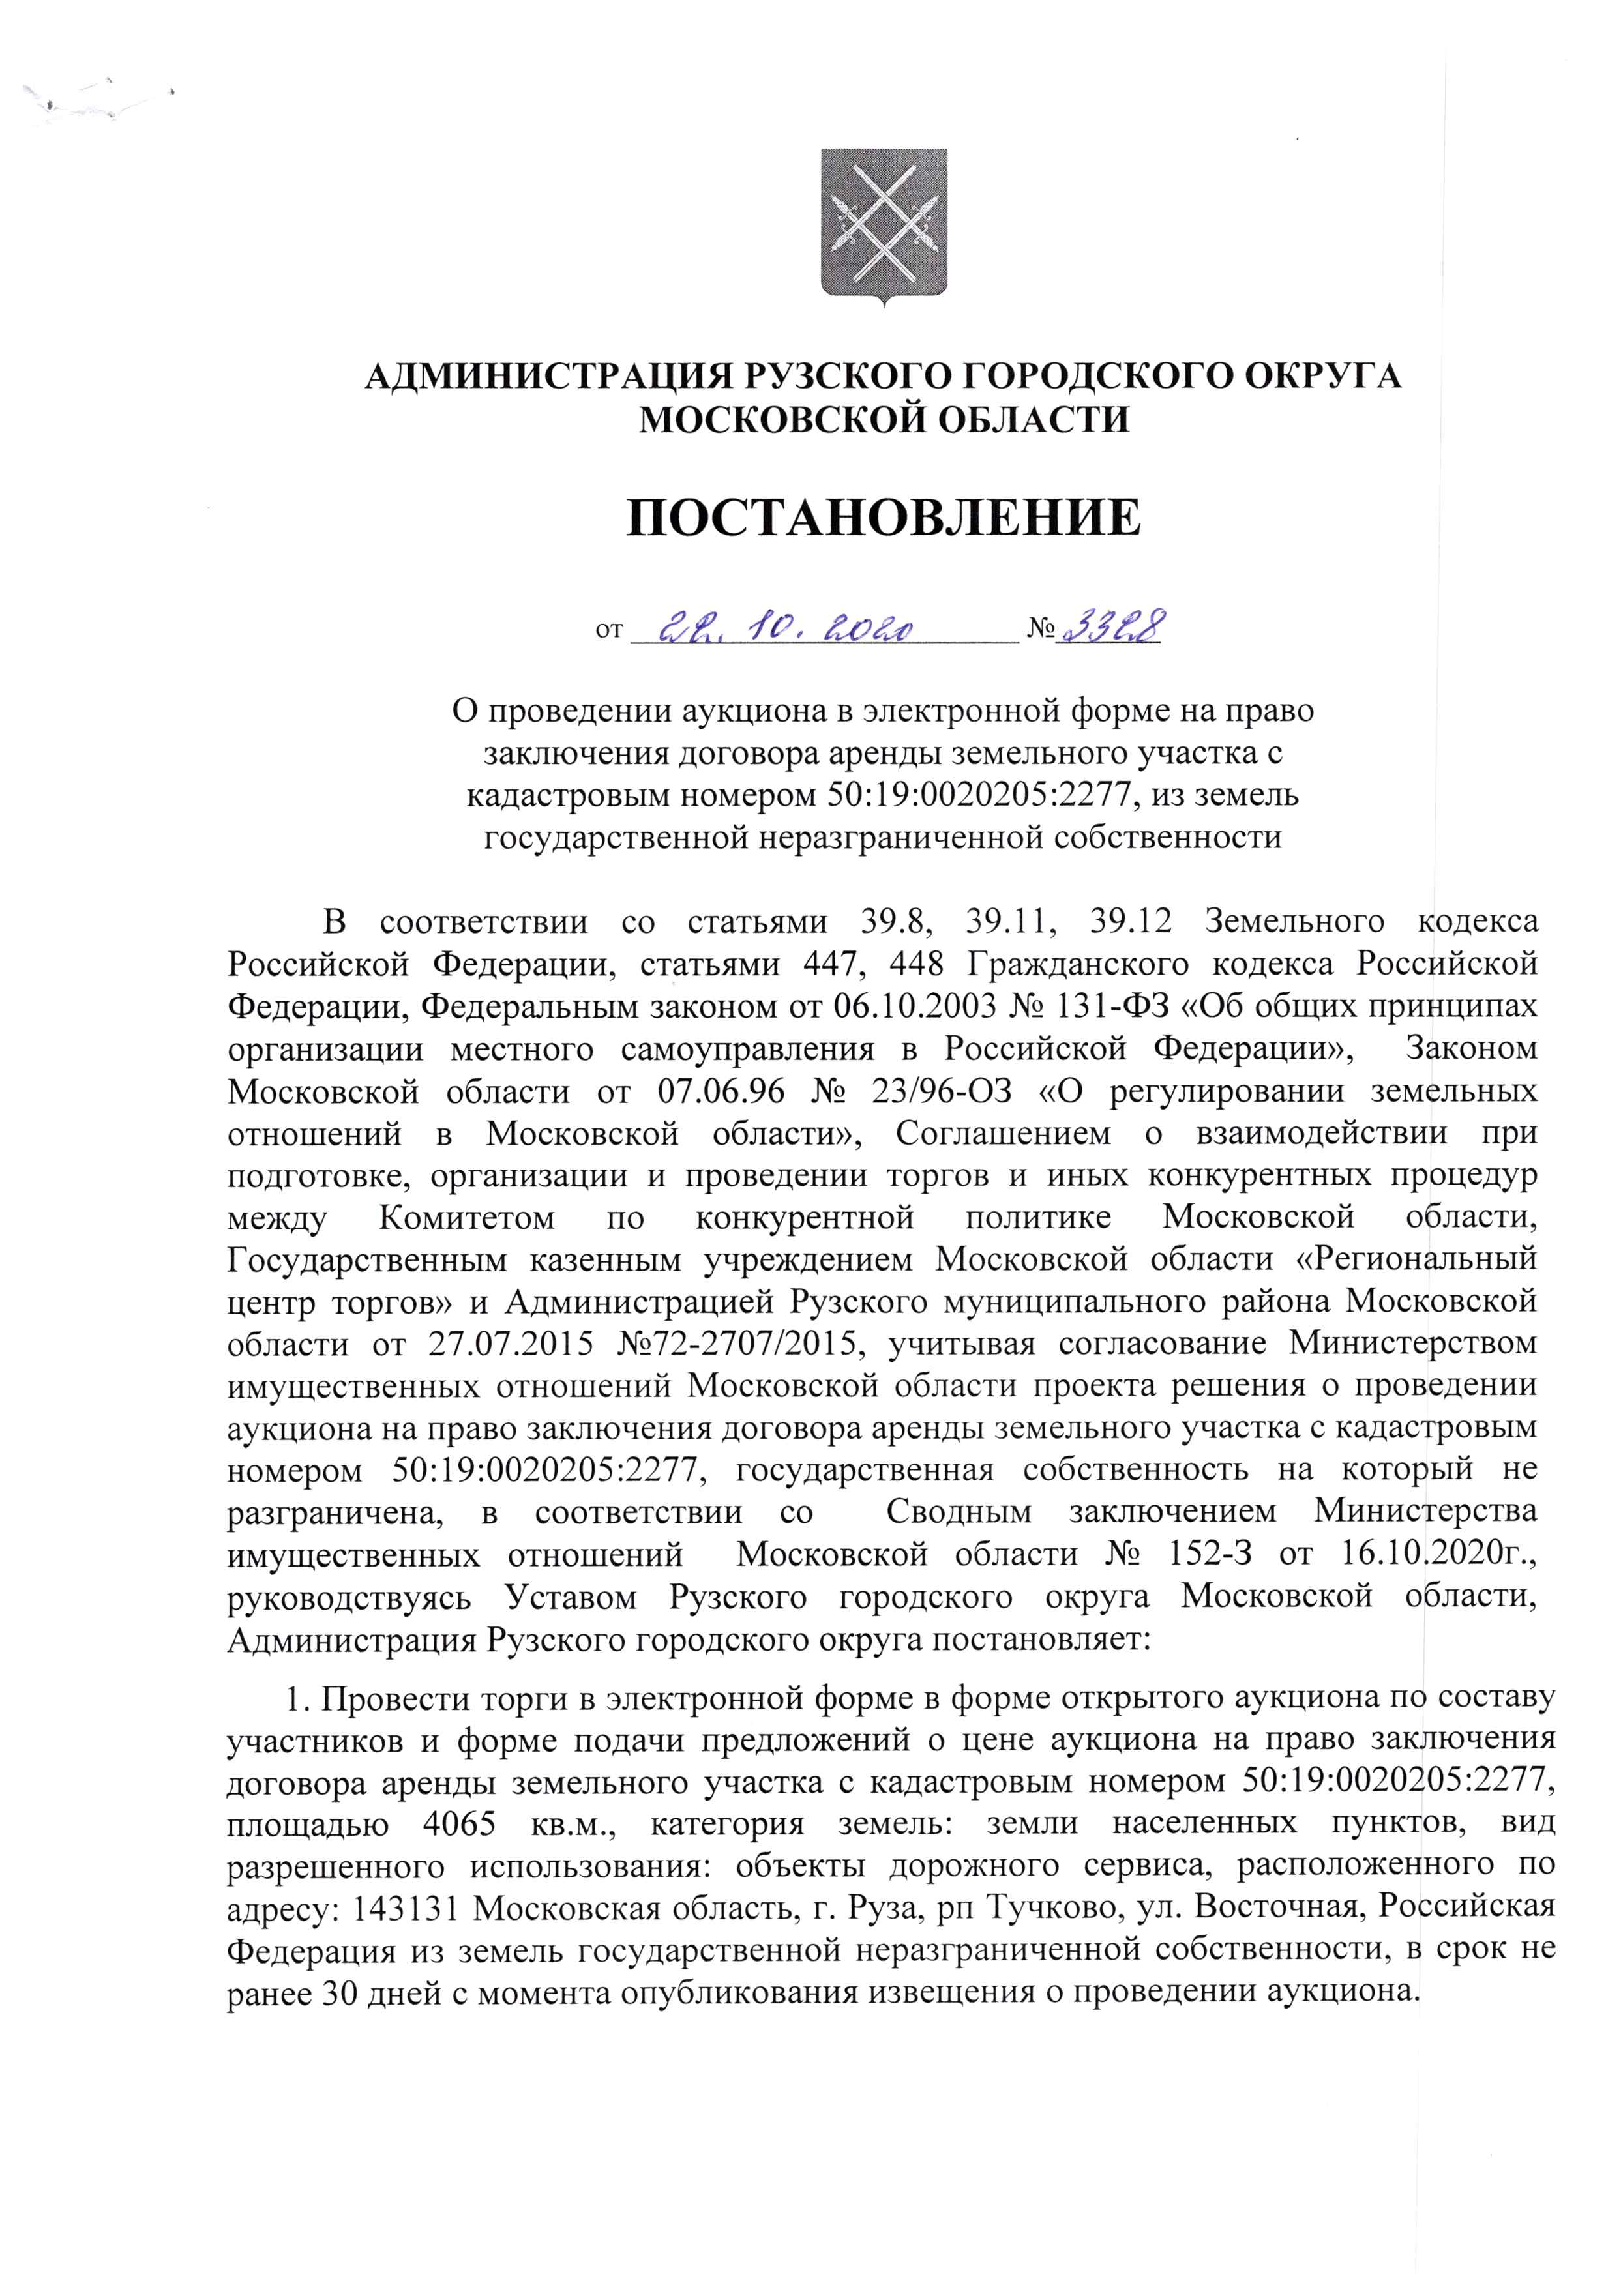 АДМИНИСТРАЦИЯ РУЗСКОГО ГОРОДСКОГО ОКРУГА
МОСКОВСКОЙ ОБЛАСТИ
ПОСТАНОВЛЕНИЕ
от 22.10.2020 № 3328
О проведении аукциона в электронной форме на право
заключения договора аренды земельного участка с
кадастровым номером 50:19:0020205:2277, из земель
государственной неразграниченной собственности
В соответствии со статьями 39.8, 39.11, 39.12 Земельного кодекса
Российской Федерации, статьями 447, 448 Гражданского кодекса Российской
Федерации, Федеральным законом от 06.10.2003 № 131-ФЗ «Об общих принципах
организации местного самоуправления в Российской Федерации», Законом
Московской области от 07.06.96 № 23/96-ОЗ «О регулировании земельных
отношений в Московской области», Соглашением о взаимодействии при
подготовке, организации и проведении торгов и иных конкурентных процедур
между Комитетом по конкурентной политике Московской области,
Государственным казенным учреждением Московской области «Региональный
центр торгов» и Администрацией Рузского муниципального района Московской
области от 27.07.2015 №72-2707/2015, учитывая согласование Министерством
имущественных отношений Московской области проекта решения о проведении
аукциона на право заключения договора аренды земельного участка с кадастровым
номером 50:19:0020205:2277, государственная собственность на который не
разграничена, в соответствии со Сводным заключением Министерства
имущественных отношений Московской области № 152-З от 16.10.2020г.,
руководствуясь Уставом Рузского городского округа Московской области,
Администрация Рузского городского округа постановляет:
1. Провести торги в электронной форме в форме открытого аукциона по составу
участников и форме подачи предложений о цене аукциона на право заключения
договора аренды земельного участка с кадастровым номером 50:19:0020205:2277,
площадью 4065 кв.м., категория земель: земли населенных пунктов, вид
разрешенного использования: объекты дорожного сервиса, расположенного по
адресу: 143131 Московская область, г. Руза, рп Тучково, ул. Восточная, Российская
Федерация из земель государственной неразграниченной собственности, в срок не
ранее 30 дней с момента опубликования извещения о проведении аукциона.